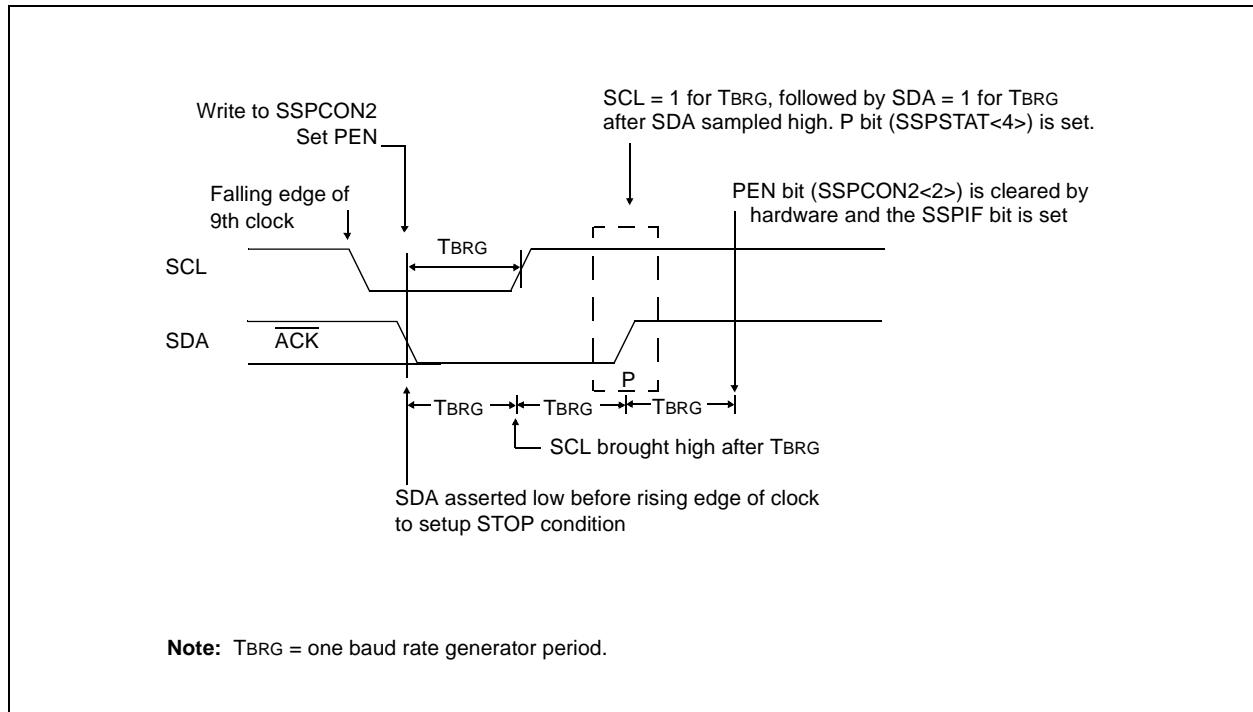 Write to SSPCON2
Set PEN
SCL = 1 for TBRG, followed by SDA = 1 for TBRG
after SDA sampled high. P bit (SSPSTAT<4>) is set.
Falling edge of
9th clock
PEN bit (SSPCON2<2>) is cleared by
hardware and the SSPIF bit is set
TBRG
SCL
SDA
ACK
P
TBRG
TBRG
TBRG
SCL brought high after TBRG
SDA asserted low before rising edge of clock
to setup STOP condition
Note: TBRG = one baud rate generator period.